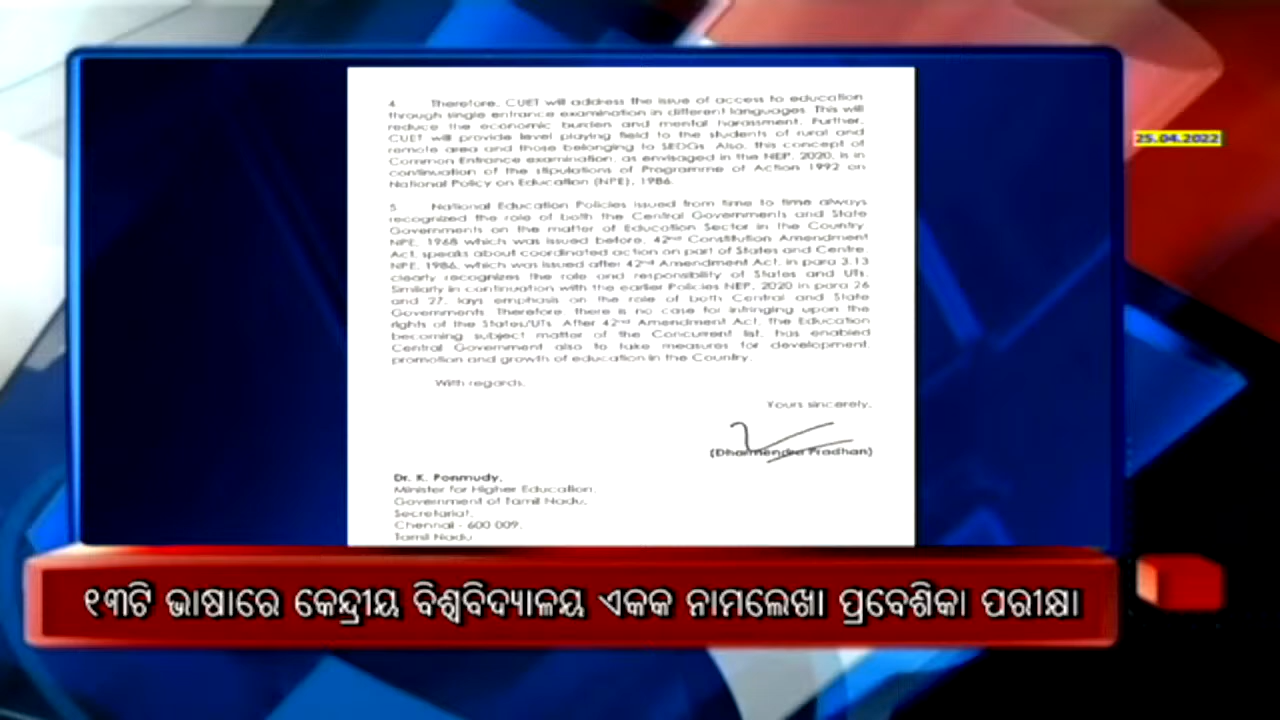 4 Therefore, CUET will address the issue of access to education
through single entrance examination in different languages. This will
reduce the economic burden and mental harassment. Further,
CUET will provide level playing field to the students of rural and
remote area and those belonging to SEDGs. Also, this concept of
Common Entrance examination, as envisaged in the NEP, 2020, is in
continuation of the stipulations of Programme of Action 1992 on
National Policy on Education (NPE), 1986.
5 National Education Policies issued from time to time always
recognized the role of both the Central Governments and State
Governments on the matter of Education Sector in the Country.
NPE, 1968 which was issued before, 42nd Constitution Amendment
Act, speaks about coordinated action on part of States and Centre.
NPE, 1986, which was issued after 42nd Amendment Act, in para 3.13
clearly recognizes the role and responsibility of States and UTs.
Similarly in continuation with the earlier Policies NEP, 2020 in para 26
and 27, lays emphasis on the role of both Central and State
Governments. Therefore, there is no case for infringing upon the
rights of the States/UTs. After 42nd Amendment Act, the Education
becoming subject matter of the Concurrent list, has enabled
Central Government also to take measures for development,
promotion and growth of education in the Country.
With regards,
Yours sincerely,
(Dharmendra Pradhan)
Dr. K. Ponmudy,
Minister for Higher Education,
Government of Tamil Nadu,
Secretariat,
Chennai - 600 009,
Tamil Nadu
25.04.2022
୧୩ଟି ଭାଷାରେ କେନ୍ଦ୍ରୀୟ ବିଶ୍ୱବିଦ୍ୟାଳୟ ଏକକ ନାମଲେଖା ପ୍ରବେଶିକା ପରୀକ୍ଷା